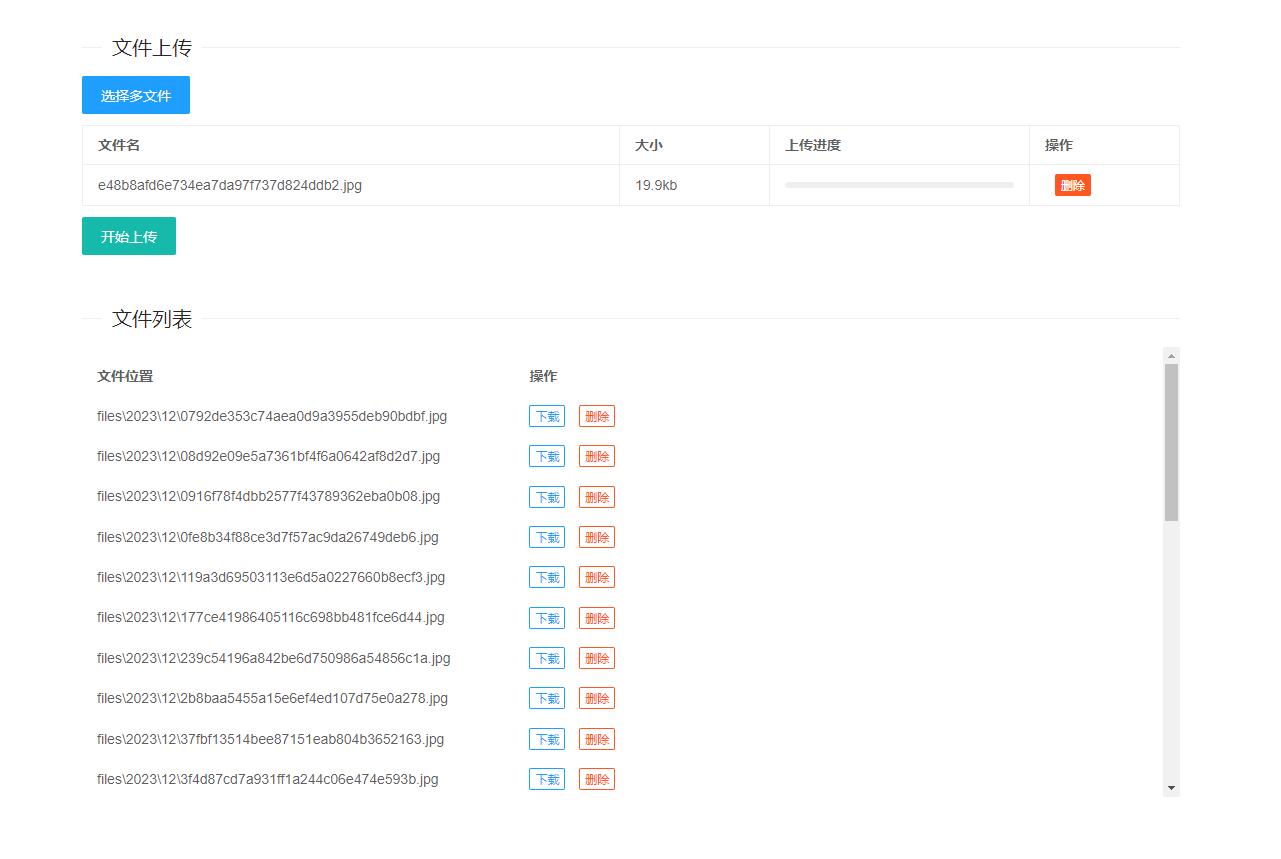 文件上传
选择多文件
文件名 大小 上传进度 操作
e48b8afd6e734ea7da97f737d824ddb2.jpg 19.9kb 删除
开始上传
文件列表
文件位置 操作
files\2023\12\0792de353c74aea0d9a3955deb90bdbf.jpg 下载 删除
files\2023\12\08d92e09e5a7361bf4f6a0642af8d2d7.jpg 下载 删除
files\2023\12\0916f78f4dbb2577f43789362eba0b08.jpg 下载 删除
files\2023\12\0fe8b34f88ce3d7f57ac9da26749deb6.jpg 下载 删除
files\2023\12\119a3d69503113e6d5a0227660b8ecf3.jpg 下载 删除
files\2023\12\177ce41986405116c698bb481fce6d44.jpg 下载 删除
files\2023\12\239c54196a842be6d750986a54856c1a.jpg 下载 删除
files\2023\12\2b8baa5455a15e6ef4ed107d75e0a278.jpg 下载 删除
files\2023\12\37fbf13514bee87151eab804b3652163.jpg 下载 删除
files\2023\12\3f4d87cd7a931ff1a244c06e474e593b.jpg 下载 删除